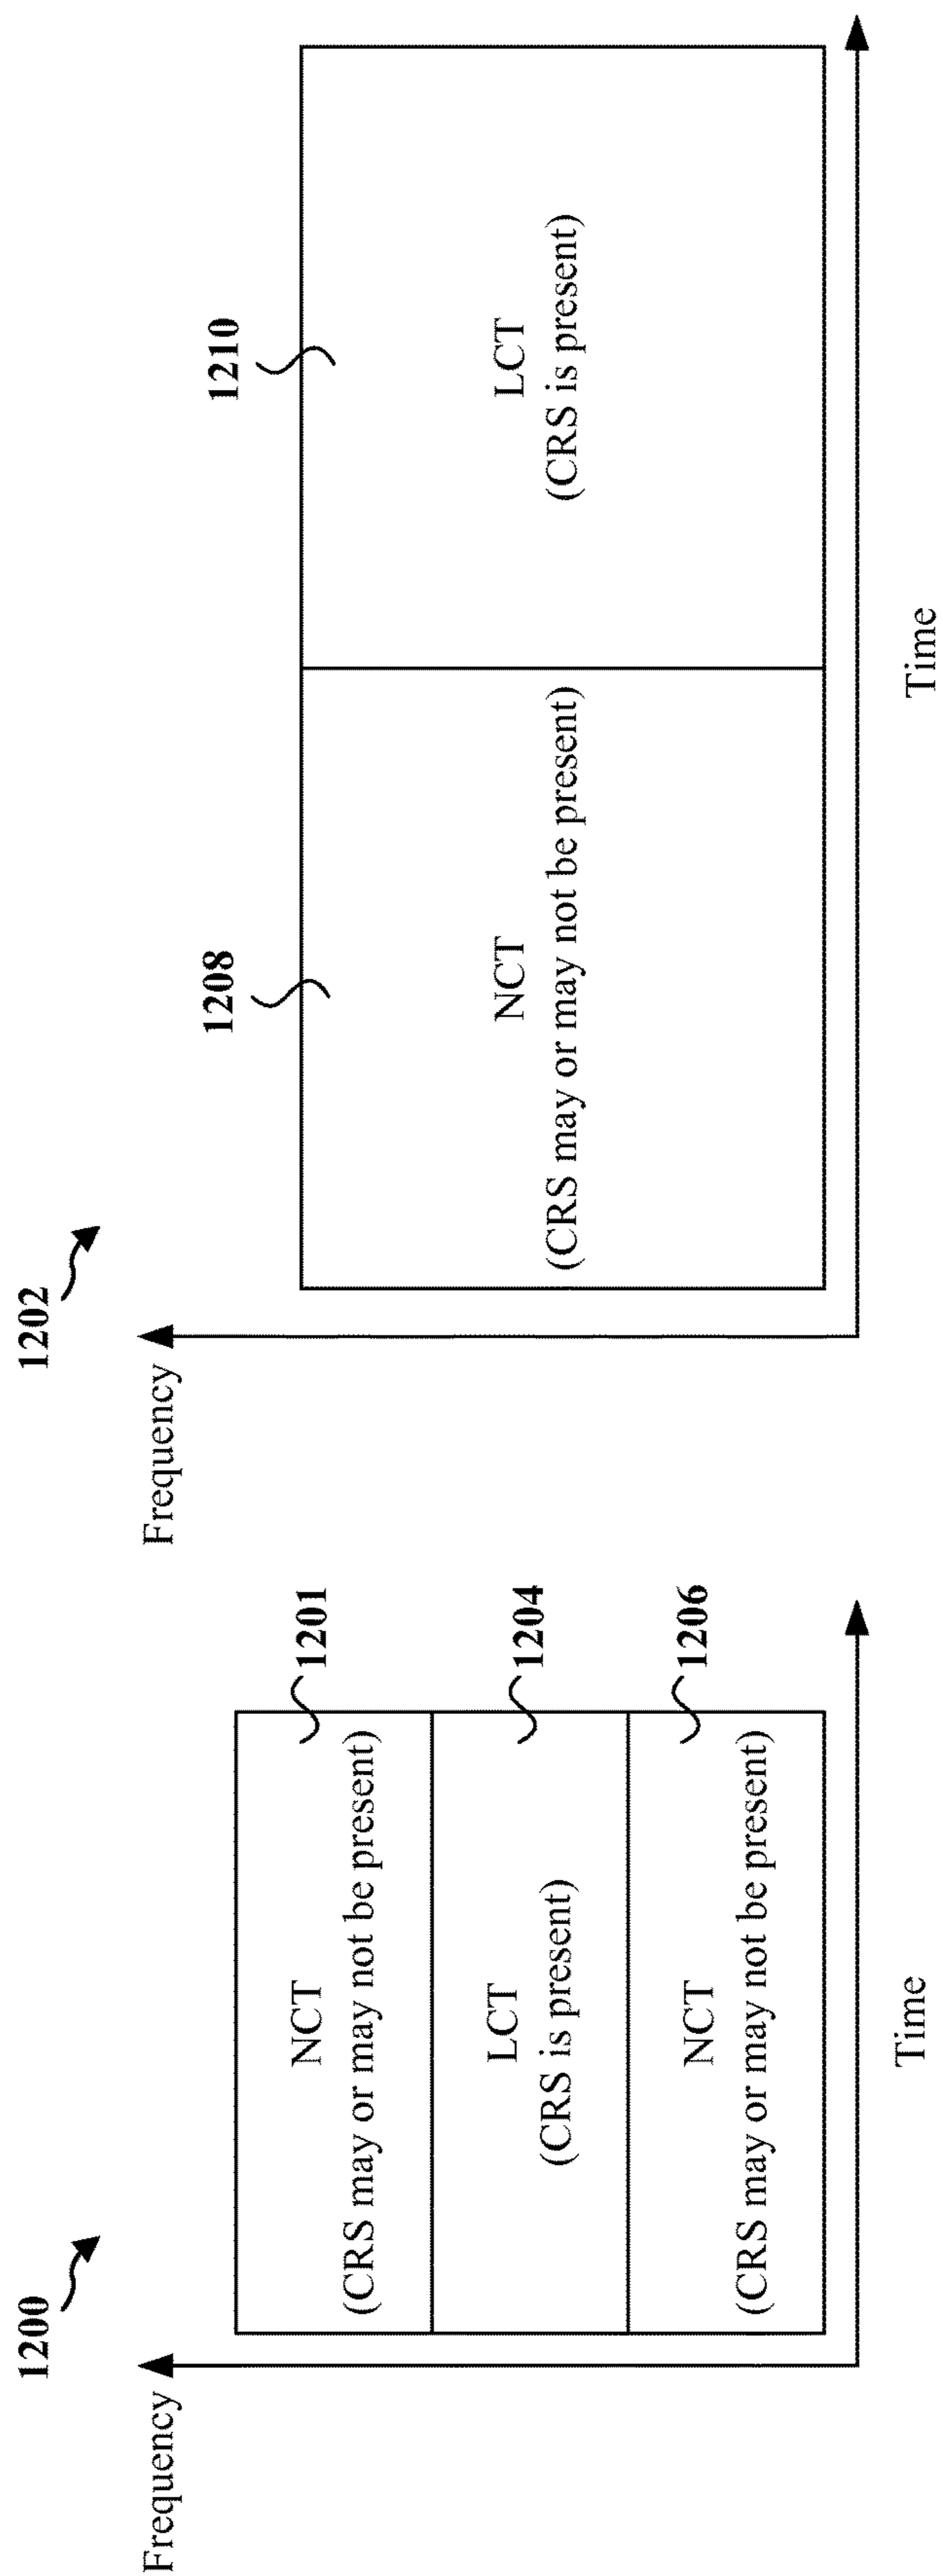 1200
Frequency
NCT
(CRS may or may not be present)
1201
LCT
(CRS is present)
1204
NCT
(CRS may or may not be present)
1206
Time
1202
Frequency
1208
NCT
(CRS may or may not be present)
1210
LCT
(CRS is present)
Time